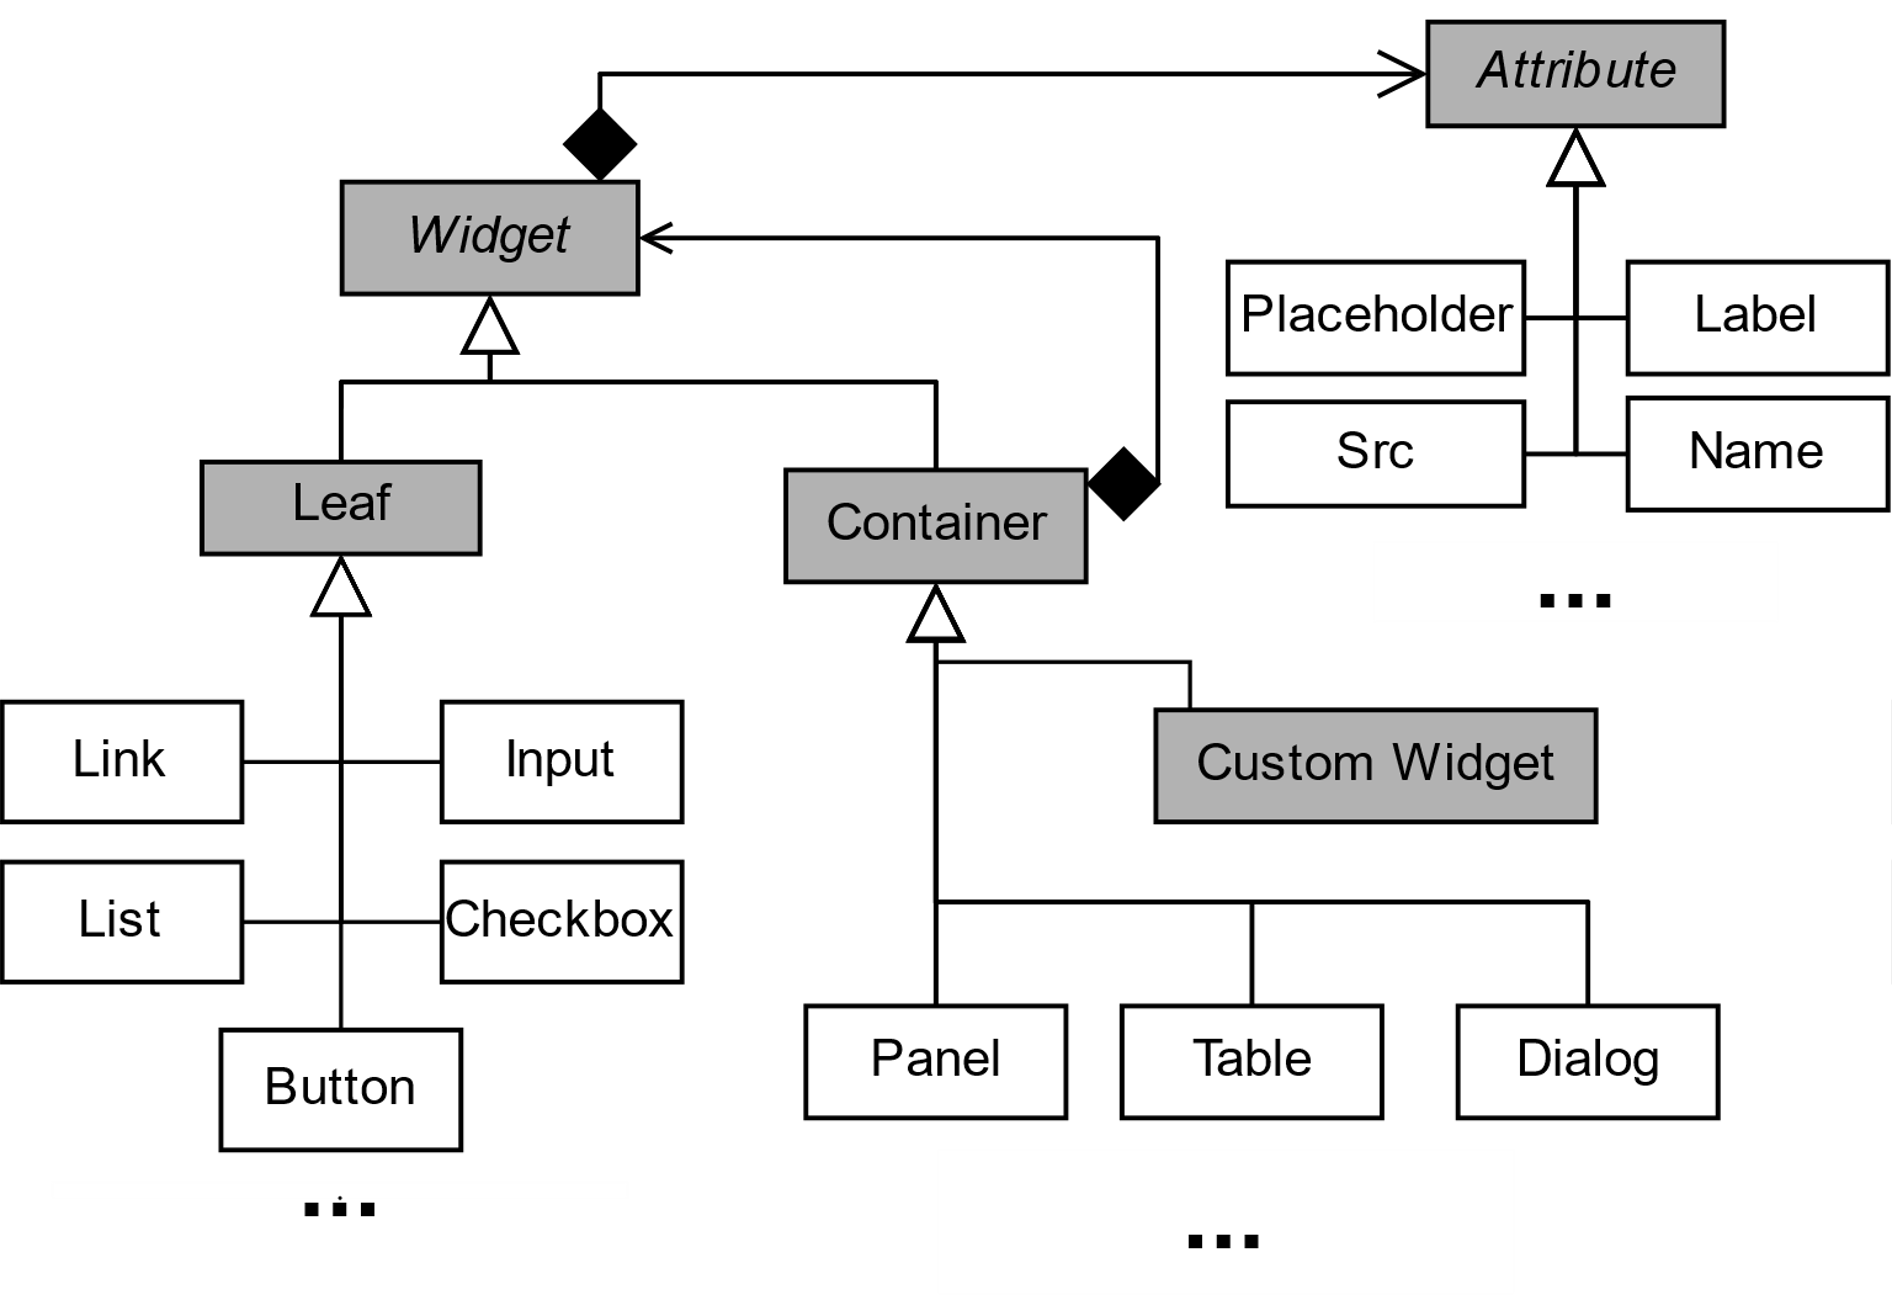 Attribute
Widget
Placeholder
Label
Src
Name
Leaf
Container
...
Link
Input
Custom Widget
List
Checkbox
Panel
Table
Dialog
Button
...
...